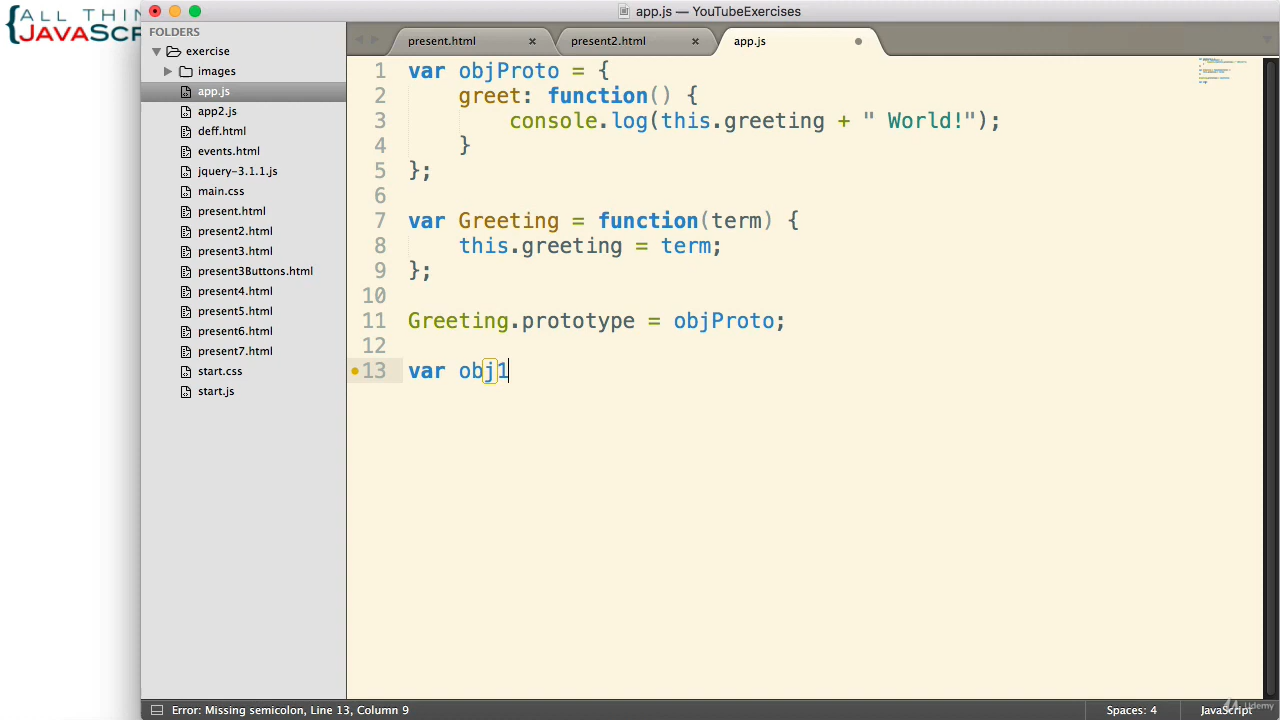 {ALL THIN
JAVASCR
app.js — YouTubeExercises
FOLDERS
exercise
images
app.js
app2.js
deff.html
events.html
jquery-3.1.1.js
main.css
present.html
present2.html
present3.html
present3Buttons.html
present4.html
present5.html
present6.html
present7.html
start.css
start.js
present.html ×
present2.html ×
app.js
1 var objProto = {
2 greet: function() {
3 console.log(this.greeting + " World!");
4 }
5 };
6
7 var Greeting = function(term) {
8 this.greeting = term;
9 };
10
11 Greeting.prototype = objProto;
12
13 var obj1
Error: Missing semicolon, Line 13, Column 9
Spaces: 4
JavaScript
Udemy